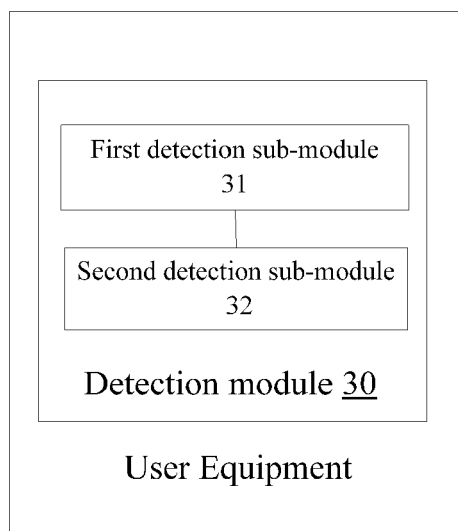 First detection sub-module
31
Second detection sub-module
32
Detection module 30
User Equipment